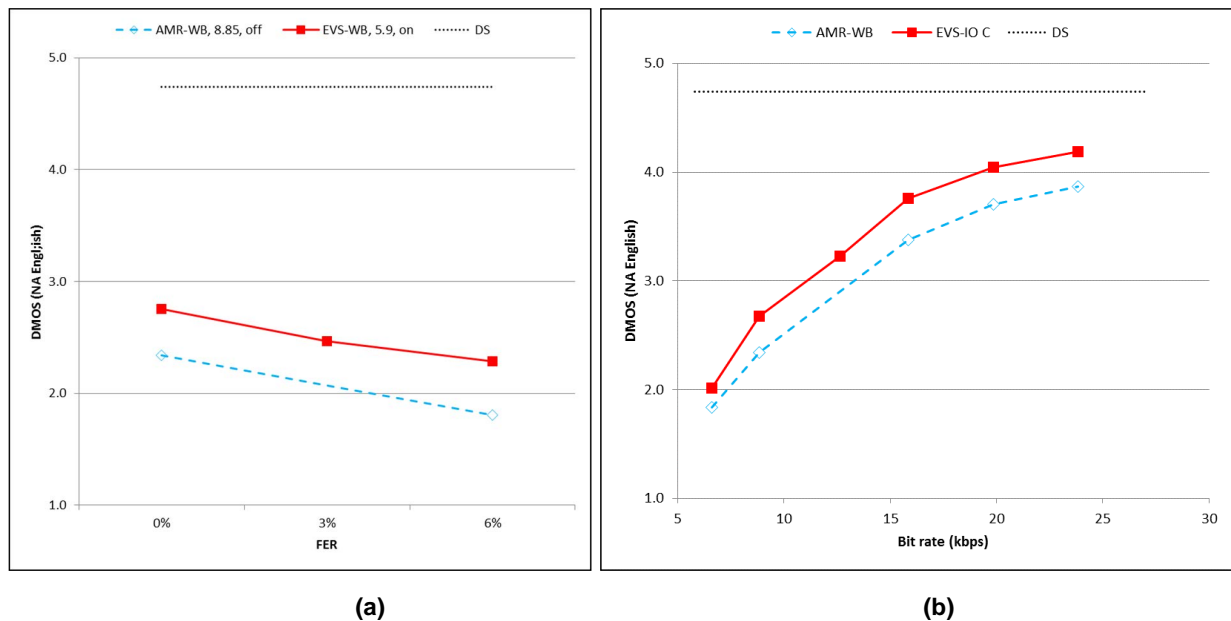 AMR-WB, 8.85, off EVS-WB, 5.9, on DS
5.0
4.0
3.0
2.0
1.0
DMOS (NA Engl;ish)
0% 3% 6%
FER
(a)
AMR-WB EVS-IO C DS
5.0
4.0
3.0
2.0
1.0
DMOS (NA English)
5 10 15 20 25 30
Bit rate (kbps)
(b)